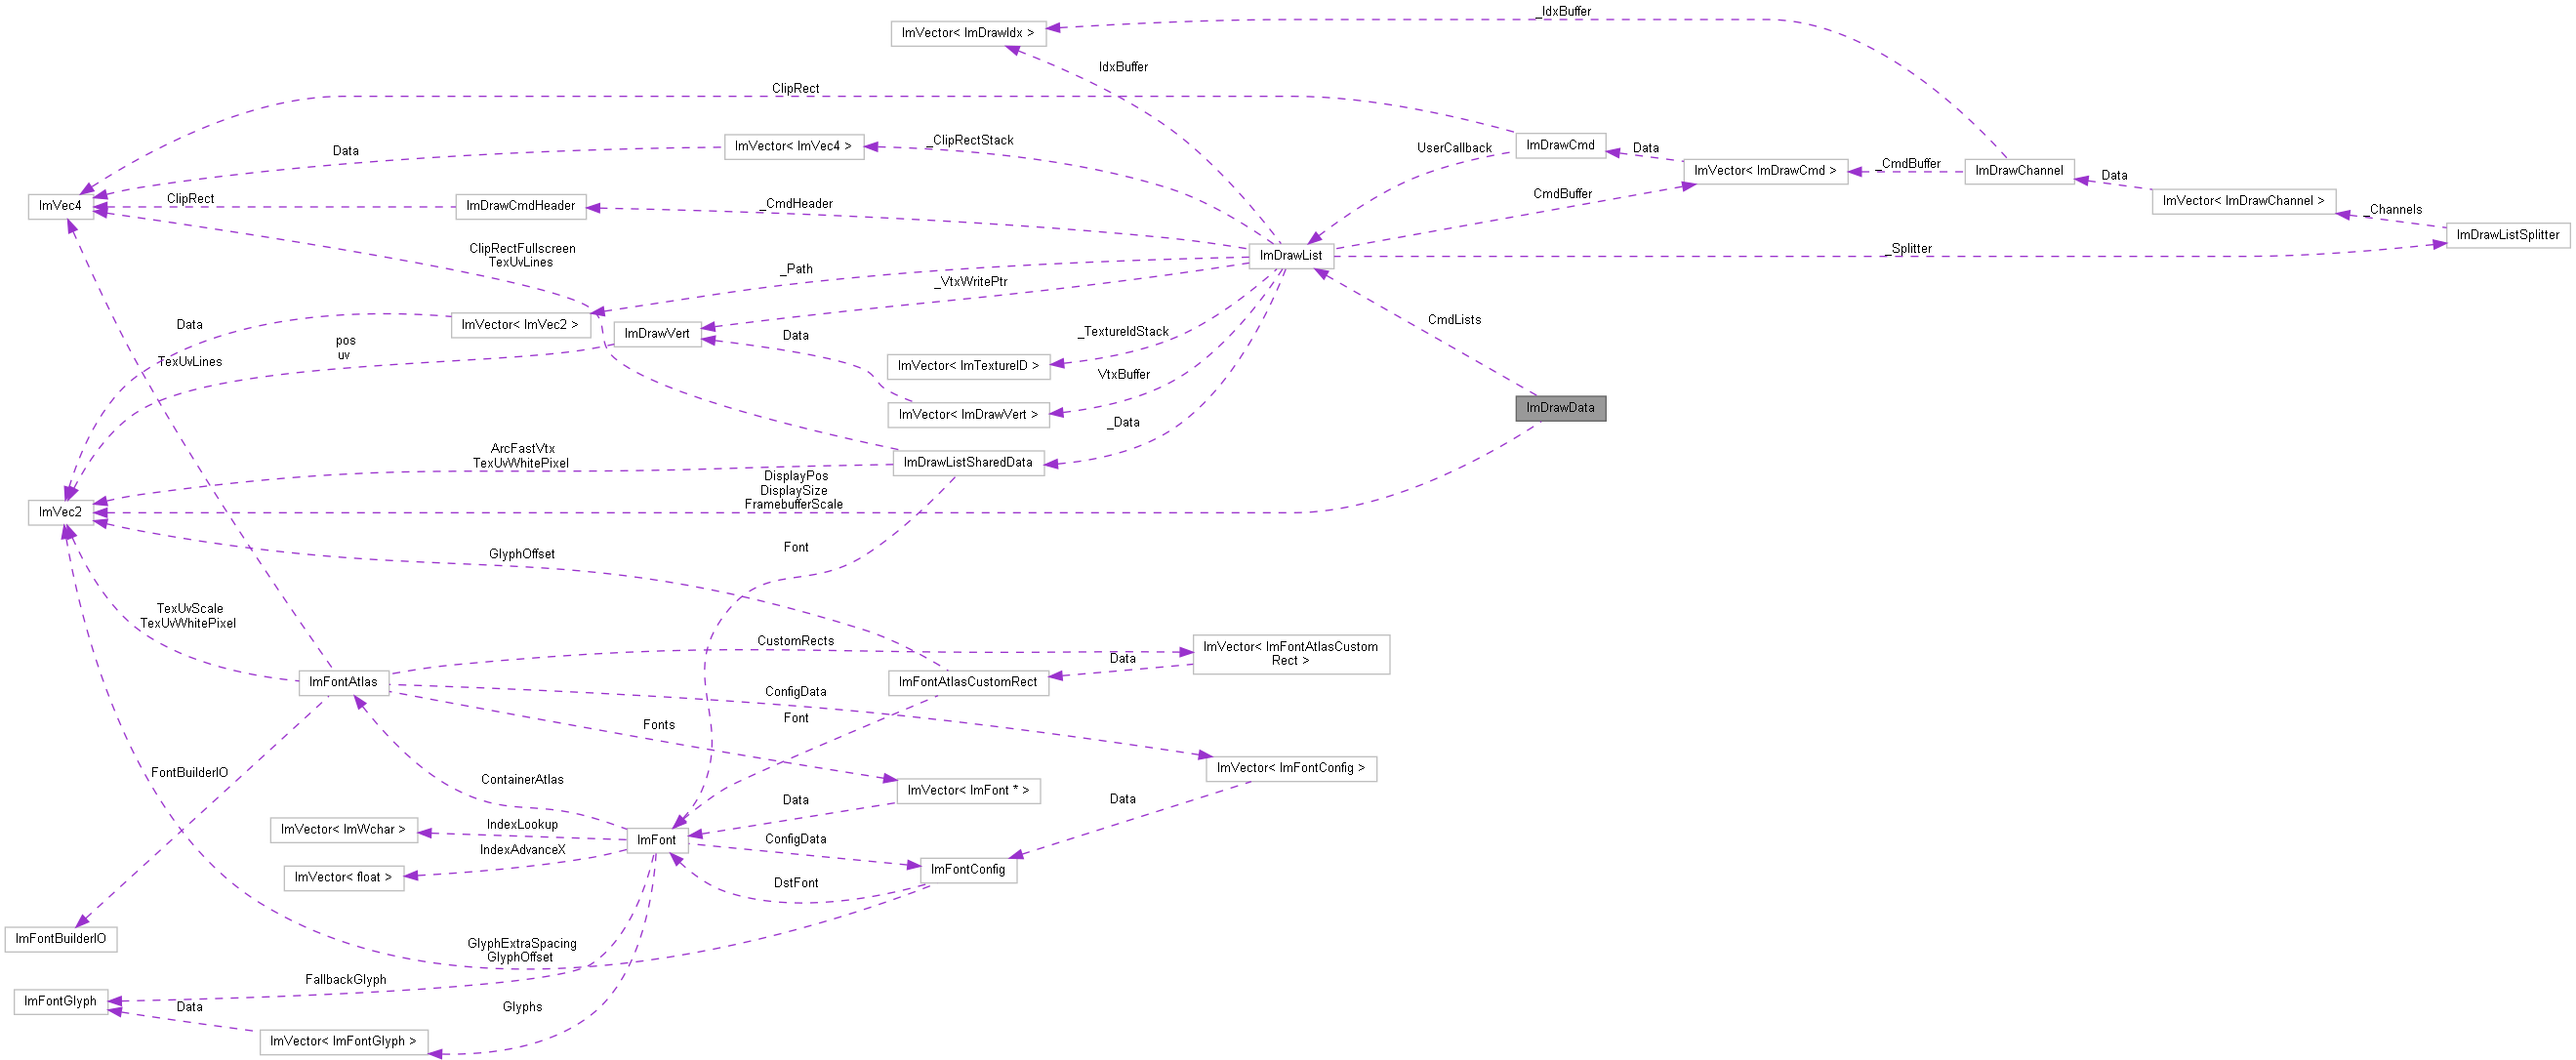 _IdxBuffer
ImVector< ImDrawIdx >
IdxBuffer
ClipRect
_ClipRectStack
ImVector< ImVec4 >
Data
UserCallback
ImDrawCmd
Data
ImVector< ImDrawCmd >
_CmdBuffer
ImDrawChannel
Data
ImVector< ImDrawChannel >
_Channels
ImDrawListSplitter
ImVec4
ClipRect
ImDrawCmdHeader
_CmdHeader
CmdBuffer
ClipRectFullscreen
TexUvLines
_Path
ImDrawList
_Splitter
_VtxWritePtr
Data
ImVector< ImVec2 >
ImDrawVert
pos
uv
TexUvLines
Data
_TextureIdStack
ImVector< ImTextureID >
VtxBuffer
ImVector< ImDrawVert >
CmdLists
ImDrawData
_Data
ArcFastVtx
TexUvWhitePixel
ImDrawListSharedData
DisplayPos
DisplaySize
FramebufferScale
ImVec2
GlyphOffset
Font
TexUvScale
TexUvWhitePixel
CustomRects
ImVector< ImFontAtlasCustom
Rect >
Data
ImFontAtlas
ImFontAtlasCustomRect
ConfigData
Font
Fonts
FontBuilderIO
ContainerAtlas
ImVector< ImFontConfig >
ImVector< ImFont * >
Data
Data
ImVector< ImWchar >
IndexLookup
ImFont
ConfigData
IndexAdvanceX
ImVector< float >
ImFontConfig
DstFont
ImFontBuilderIO
GlyphExtraSpacing
GlyphOffset
FallbackGlyph
ImFontGlyph
Data
Glyphs
ImVector< ImFontGlyph >